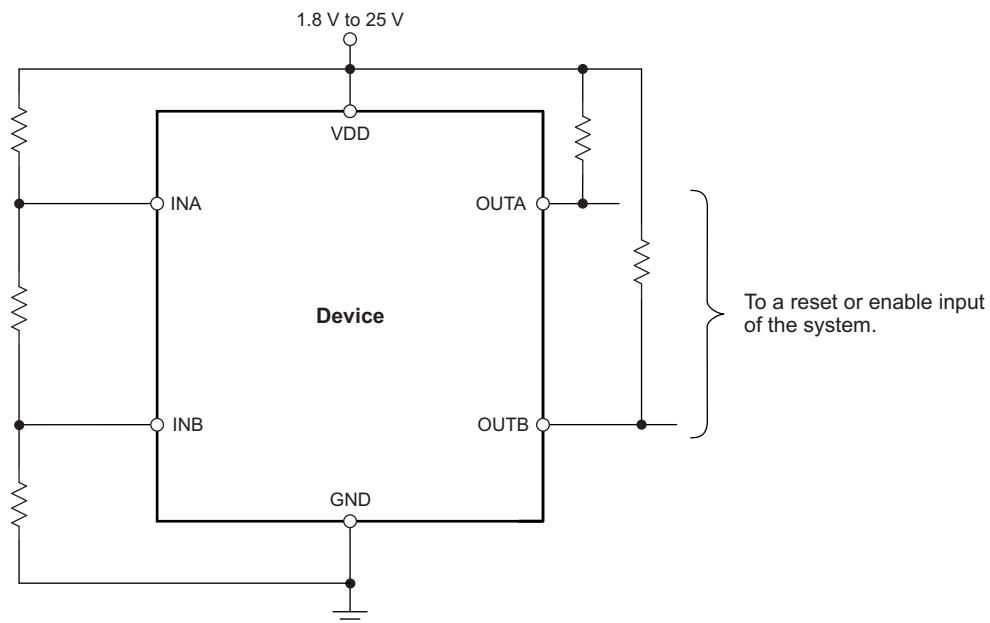 1.8 V to 25 V
VDD
INA
OUTA
Device
To a reset or enable input
of the system.
INB
OUTB
GND